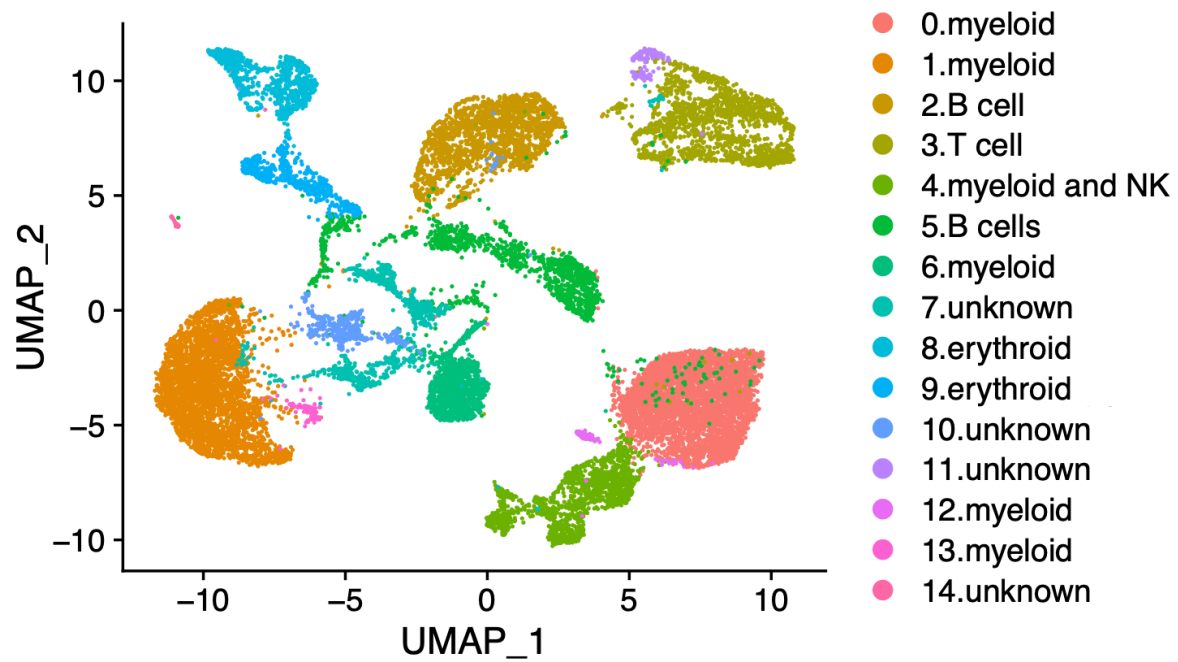 10
5
0
−5
−10
UMAP_2
−10
−5
0
5
10
UMAP_1
0.myeloid
1.myeloid
2.B cell
3.T cell
4.myeloid and NK
5.B cells
6.myeloid
7.unknown
8.erythroid
9.erythroid
10.unknown
11.unknown
12.myeloid
13.myeloid
14.unknown